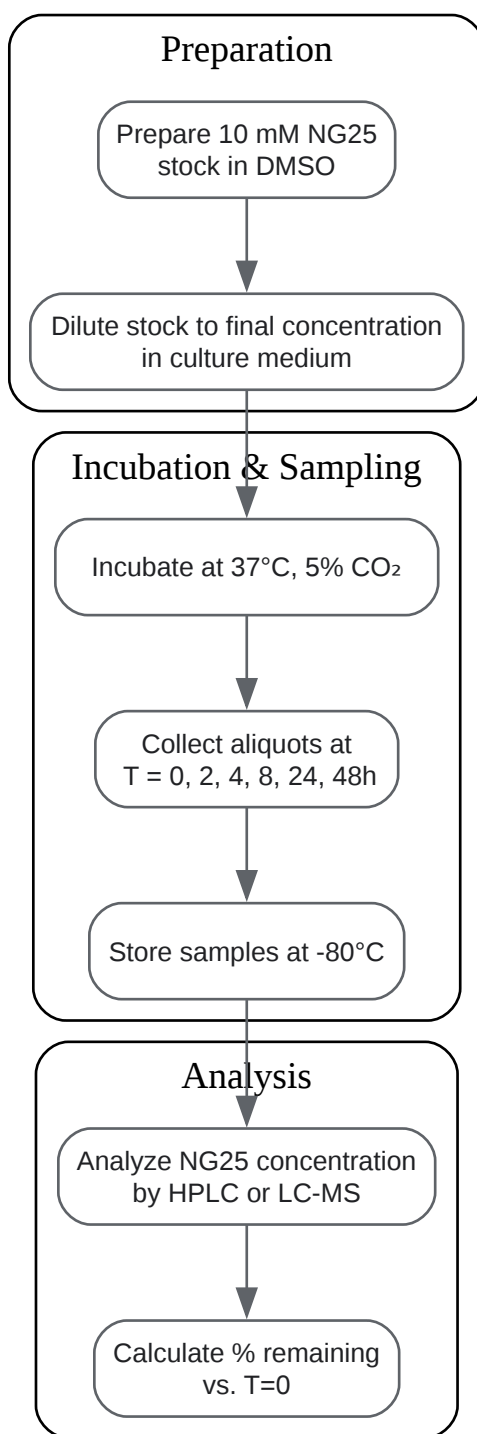 Preparation
Prepare 10 mM NG25
stock in DMSO
Dilute stock to final concentration
in culture medium
Incubation & Sampling
Incubate at 37°C, 5% CO₂
Collect aliquots at
T = 0, 2, 4, 8, 24, 48h
Store samples at -80°C
Analysis
Analyze NG25 concentration
by HPLC or LC-MS
Calculate % remaining
vs. T=0